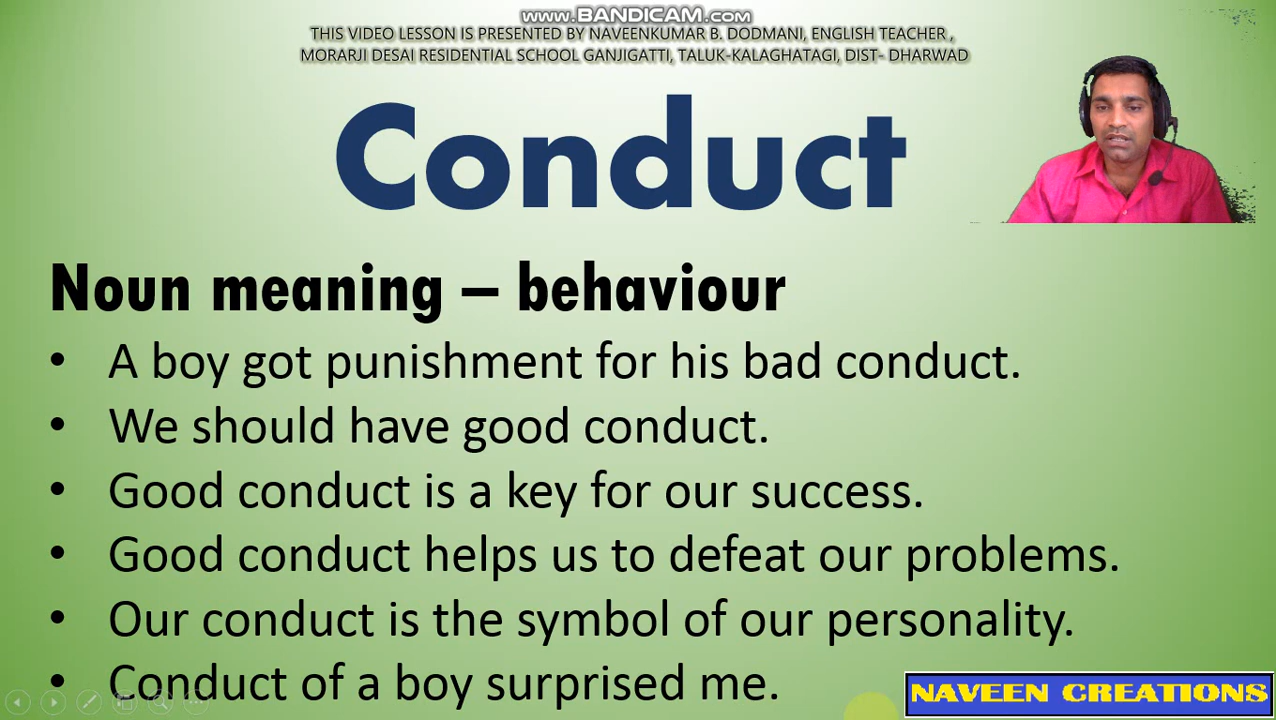 www.BANDICAM.com
THIS VIDEO LESSON IS PRESENTED BY NAVEENKUMAR B. DODMANI, ENGLISH TEACHER ,
MORARJI DESAI RESIDENTIAL SCHOOL GANJIGATTI, TALUK-KALAGHATAGI, DIST- DHARWAD
Conduct
Noun meaning – behaviour
• A boy got punishment for his bad conduct.
• We should have good conduct.
• Good conduct is a key for our success.
• Good conduct helps us to defeat our problems.
• Our conduct is the symbol of our personality.
• Conduct of a boy surprised me.
NAVEEN CREATIONS